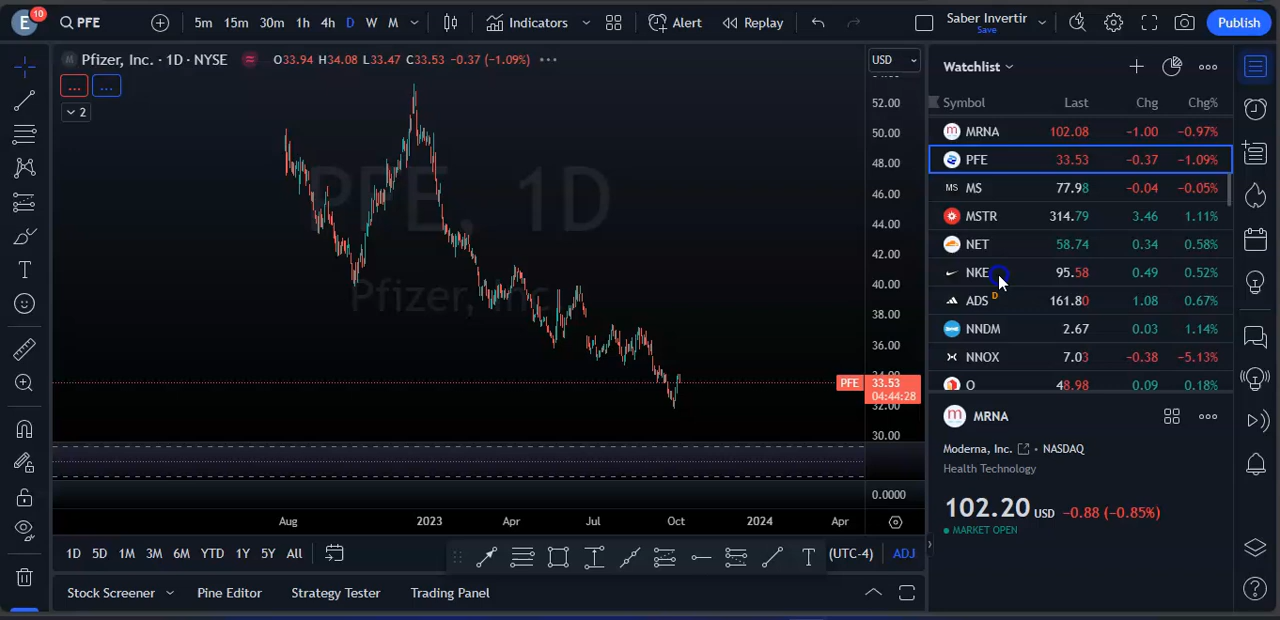 E 10 PFE 5m 15m 30m 1h 4h D W M Indicators Alert Replay Saber Invertir Save Publish
M Pfizer, Inc. · 1D · NYSE O33.94 H34.08 L33.47 C33.53 −0.37 (−1.09%) USD
... ...
2
PFE, 1D
Pfizer, Inc.
52.00
50.00
48.00
46.00
44.00
42.00
40.00
38.00
36.00
34.00
PFE 33.53
04:44:28
32.00
30.00
0.0000
Aug 2023 Apr Jul Oct 2024 Apr
1D 5D 1M 3M 6M YTD 1Y 5Y All (UTC-4) ADJ
Stock Screener Pine Editor Strategy Tester Trading Panel
Watchlist
Symbol Last Chg Chg%
MRNA 102.08 −1.00 −0.97%
PFE 33.53 −0.37 −1.09%
MS MS 77.98 −0.04 −0.05%
MSTR 314.79 3.46 1.11%
NET 58.74 0.34 0.58%
NKE 95.58 0.49 0.52%
ADS D 161.80 1.08 0.67%
NNDM 2.67 0.03 1.14%
NNOX 7.03 −0.38 −5.13%
O 48.98 0.09 0.18%
MRNA
Moderna, Inc. · NASDAQ
Health Technology
102.20 USD −0.88 (−0.85%)
MARKET OPEN